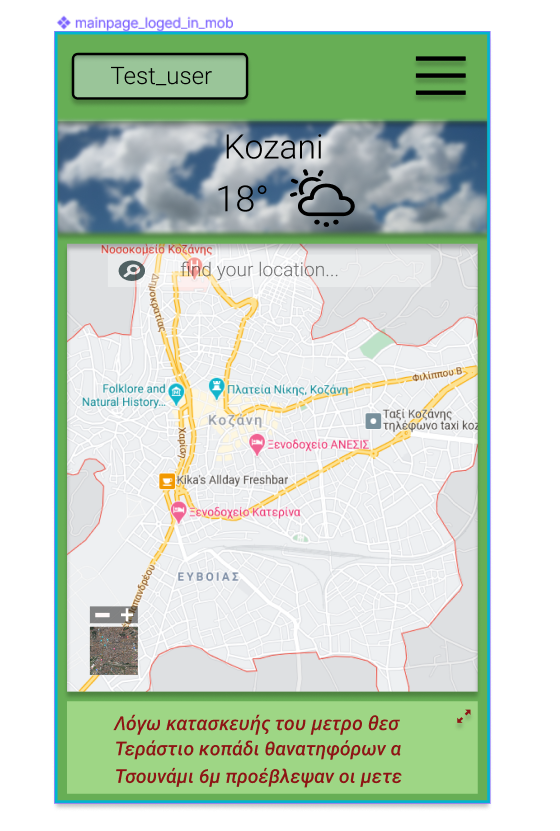 mainpage_loged_in_mob
Test_user
Kozani
18°
Νοσοκομείο Κοζάνης
find your location...
Δημοκρατίας
Φιλίππου Β
Folklore and
Natural History...
Πλατεία Νίκης, Κοζάνη
Ταξί Κοζάνης
τηλέφωνο taxi koz
Κοζάνη
Ξενοδοχείο ΑΝΕΣΙΣ
Kika's Allday Freshbar
Ξενοδοχείο Κατερίνα
ΕΥΒΟΙΑΣ
Λόγω κατασκευής του μετρο θεσ
Τεράστιο κοπάδι θανατηφόρων α
Τσουνάμι 6μ προέβλεψαν οι μετε